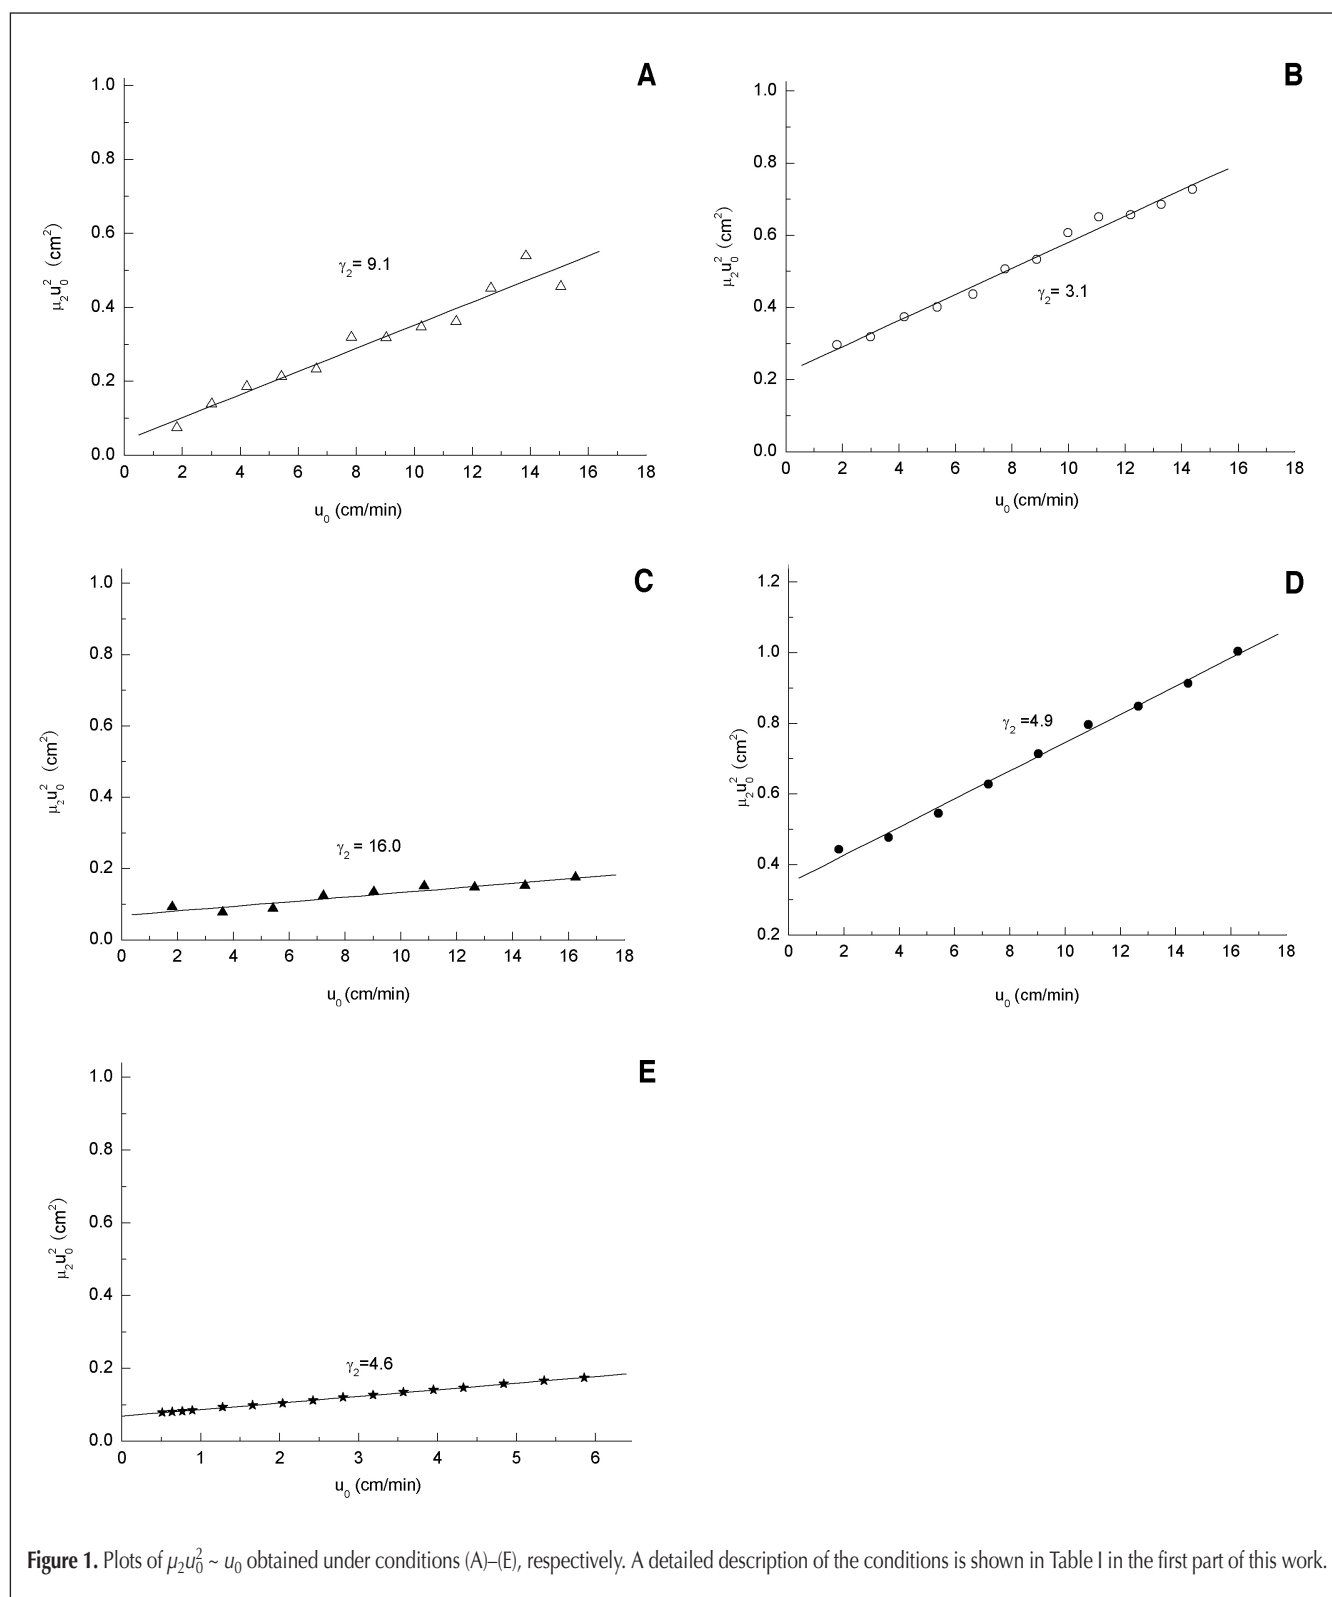 A
1.0
0.8
0.6
0.4
0.2
0.0
μ₂u₀² (cm²)
γ₂= 9.1
0 2 4 6 8 10 12 14 16 18
u₀ (cm/min)
B
1.0
0.8
0.6
0.4
0.2
0.0
μ₂u₀² (cm²)
γ₂= 3.1
0 2 4 6 8 10 12 14 16 18
u₀ (cm/min)
C
1.0
0.8
0.6
0.4
0.2
0.0
μ₂u₀² (cm²)
γ₂ = 16.0
0 2 4 6 8 10 12 14 16 18
u₀ (cm/min)
D
1.2
1.0
0.8
0.6
0.4
0.2
μ₂u₀² (cm²)
γ₂ =4.9
0 2 4 6 8 10 12 14 16 18
u₀ (cm/min)
E
1.0
0.8
0.6
0.4
0.2
0.0
μ₂u₀² (cm²)
γ₂=4.6
0 1 2 3 4 5 6
u₀ (cm/min)
Figure 1. Plots of μ₂u₀² ~ u₀ obtained under conditions (A)–(E), respectively. A detailed description of the conditions is shown in Table I in the first part of this work.